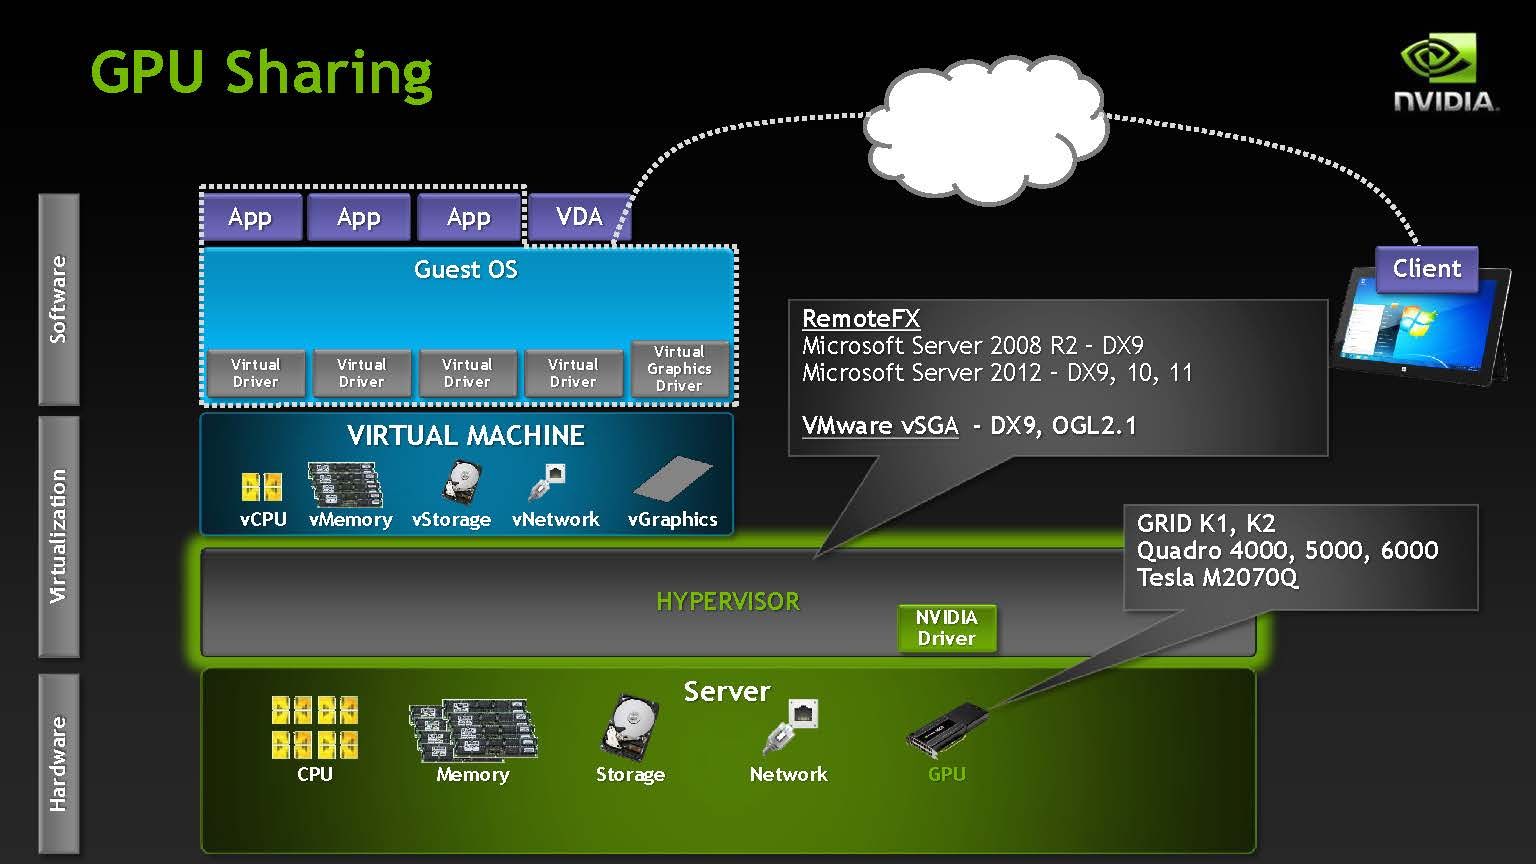 GPU Sharing
NVIDIA.
Software
App
App
App
VDA
Guest OS
Virtual
Driver
Virtual
Driver
Virtual
Driver
Virtual
Driver
Virtual
Graphics
Driver
Client
RemoteFX
Microsoft Server 2008 R2 – DX9
Microsoft Server 2012 – DX9, 10, 11
VMware vSGA - DX9, OGL2.1
Virtualization
VIRTUAL MACHINE
vCPU
vMemory
vStorage
vNetwork
vGraphics
GRID K1, K2
Quadro 4000, 5000, 6000
Tesla M2070Q
HYPERVISOR
NVIDIA
Driver
Hardware
Server
CPU
Memory
Storage
Network
GPU